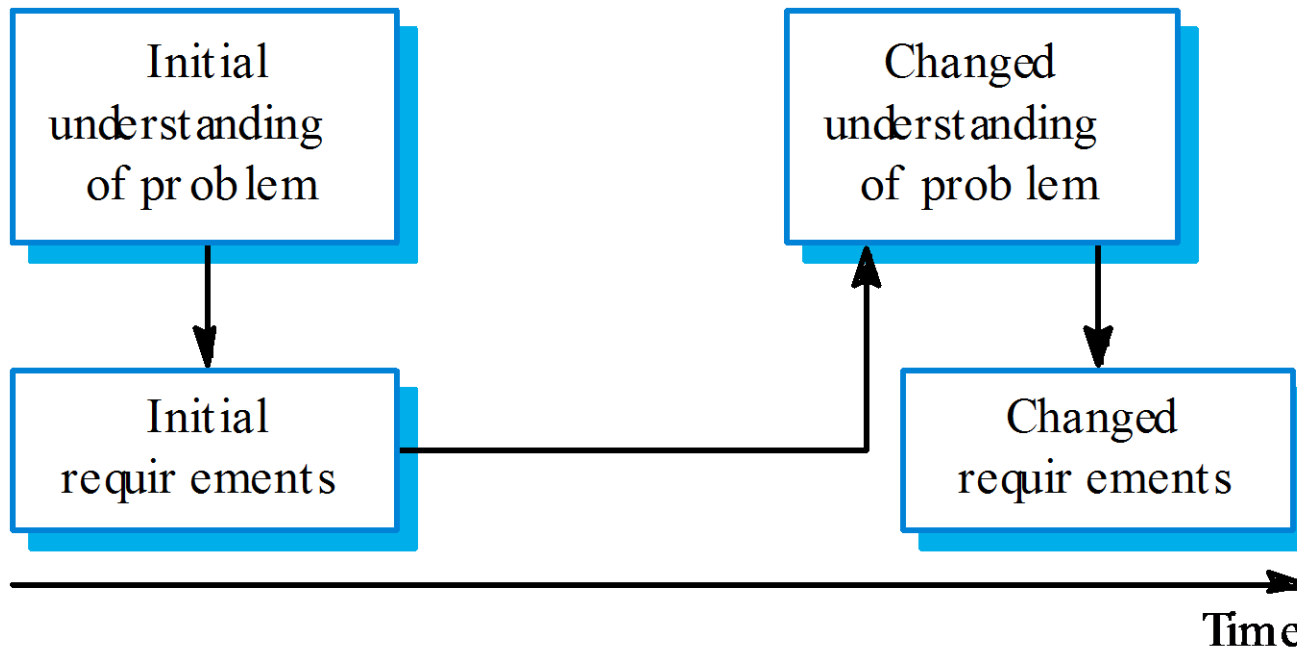 Initial
understanding
of problem
Changed
understanding
of problem
Initial
requirements
Changed
requirements
Time